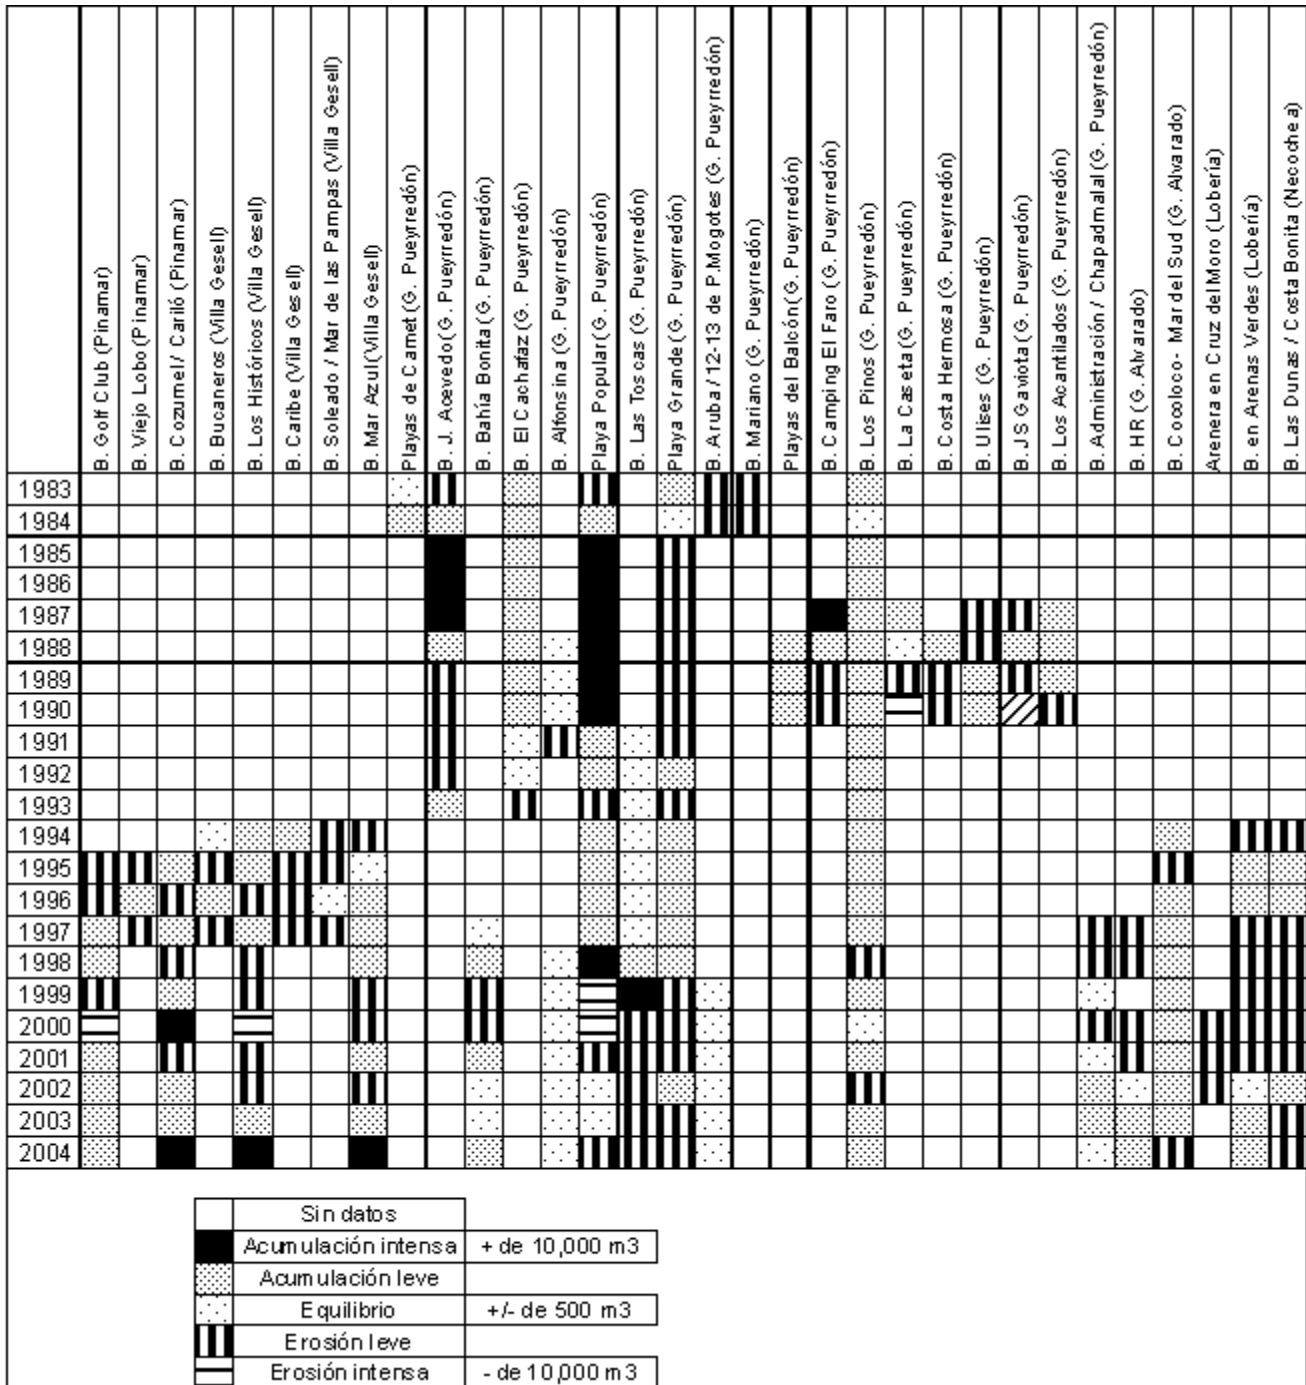 B. Golf Club (Pinamar)
B. Viejo Lobo (Pinamar)
B. Cozumel / Cariló (Pinamar)
B. Bucaneros (Villa Gesell)
B. Los Históricos (Villa Gesell)
B. Caribe (Villa Gesell)
B. Soleado / Mar de las Pampas (Villa Gesell)
B. Mar Azul (Villa Gesell)
Playas de Camet (G. Pueyrredón)
B. J. Acevedo (G. Pueyrredón)
B. Bahía Bonita (G. Pueyrredón)
B. El Cachafaz (G. Pueyrredón)
B. Alfonsina (G. Pueyrredón)
Playa Popular (G. Pueyrredón)
B. Las Toscas (G. Pueyrredón)
Playa Grande (G. Pueyrredón)
B. Aruba / 12-13 de P.Mogotes (G. Pueyrredón)
B. Mariano (G. Pueyrredón)
Playas del Balcón (G. Pueyrredón)
B. Camping El Faro (G. Pueyrredón)
B. Los Pinos (G. Pueyrredón)
B. La Caseta (G. Pueyrredón)
B. Costa Hermosa (G. Pueyrredón)
B. Ulises (G. Pueyrredón)
B. JS Gaviota (G. Pueyrredón)
B. Los Acantilados (G. Pueyrredón)
B. Administración / Chapadmalal (G. Pueyrredón)
B. HR (G. Alvarado)
B. Cocoloco- Mar del Sud (G. Alvarado)
Arenera en Cruz del Moro (Lobería)
B. en Arenas Verdes (Lobería)
B. Las Dunas / Costa Bonita (Necochea)
1983
1984
1985
1986
1987
1988
1989
1990
1991
1992
1993
1994
1995
1996
1997
1998
1999
2000
2001
2002
2003
2004
Sin datos
Acumulación intensa + de 10,000 m3
Acumulación leve
Equilibrio +/- de 500 m3
Erosión leve
Erosión intensa - de 10,000 m3